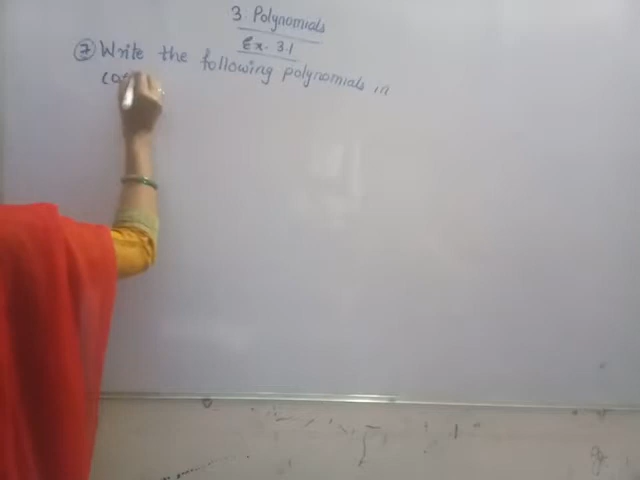 3. Polynomials
Ex. 3.1
7 Write the following polynomials in